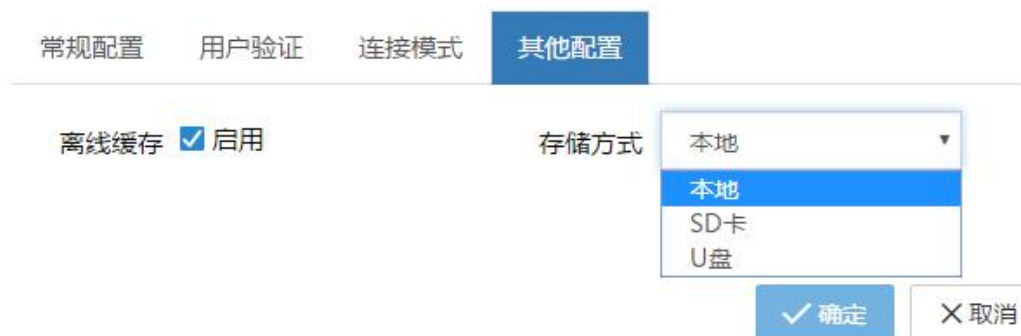 常规配置 用户验证 连接模式 其他配置
离线缓存 启用 存储方式 本地
本地
SD卡
U盘
确定 取消